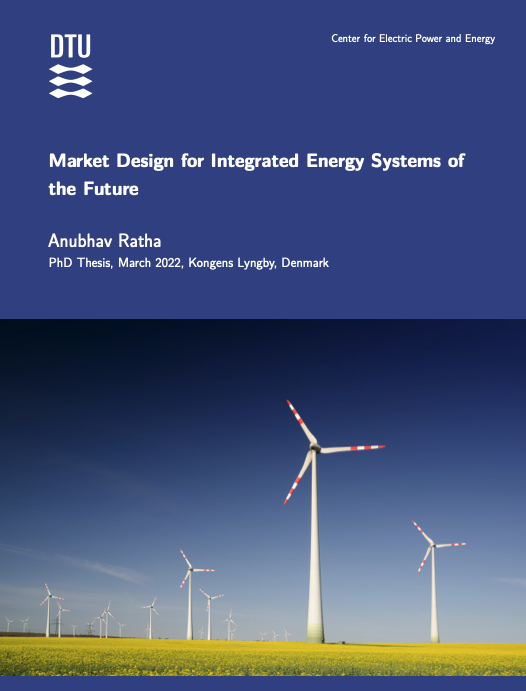 DTU
Center for Electric Power and Energy
Market Design for Integrated Energy Systems of
the Future
Anubhav Ratha
PhD Thesis, March 2022, Kongens Lyngby, Denmark